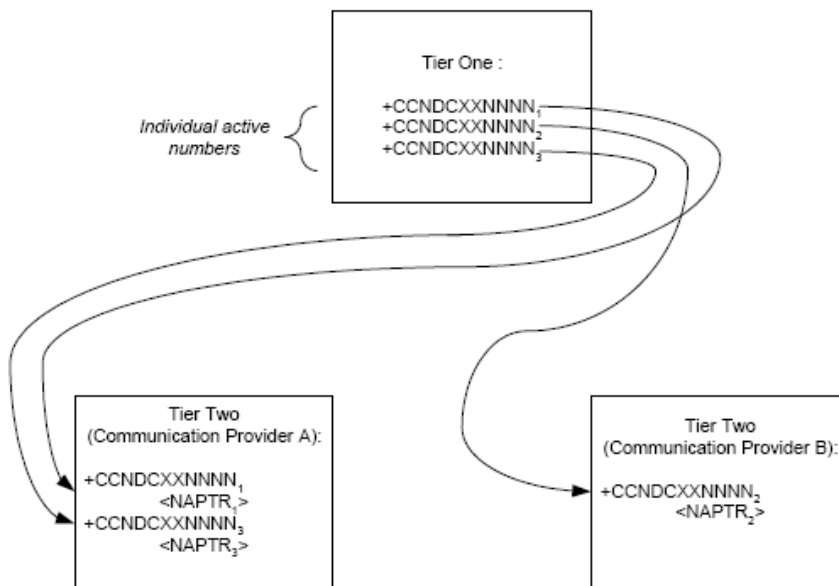 Tier One :
+CCNDCXXNNNN1
+CCNDCXXNNNN2
+CCNDCXXNNNN3
Individual active
numbers
Tier Two
(Communication Provider A):
+CCNDCXXNNNN1
<NAPTR1>
+CCNDCXXNNNN3
<NAPTR3>
Tier Two
(Communication Provider B):
+CCNDCXXNNNN2
<NAPTR2>